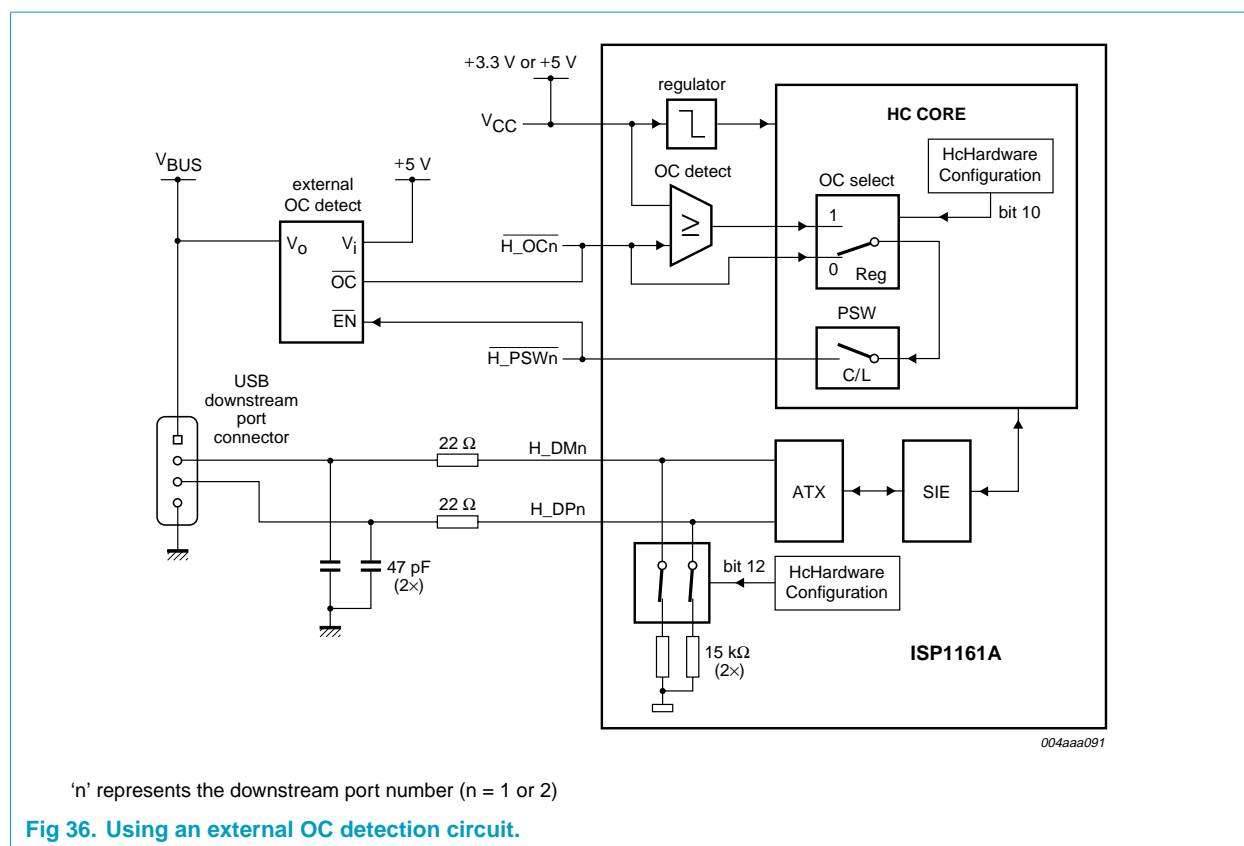 +3.3 V or +5 V
regulator
HC CORE
VCC
HcHardware
Configuration
VBUS
+5 V
OC detect
OC select
external
OC detect
bit 10
1
≥
Vo
Vi
H_OCn
OC
0
Reg
EN
PSW
H_PSWn
C/L
USB
downstream
port
connector
22 Ω
H_DMn
ATX
SIE
22 Ω
H_DPn
47 pF
(2×)
bit 12
HcHardware
Configuration
15 kΩ
(2×)
ISP1161A
004aaa091
‘n’ represents the downstream port number (n = 1 or 2)
Fig 36. Using an external OC detection circuit.